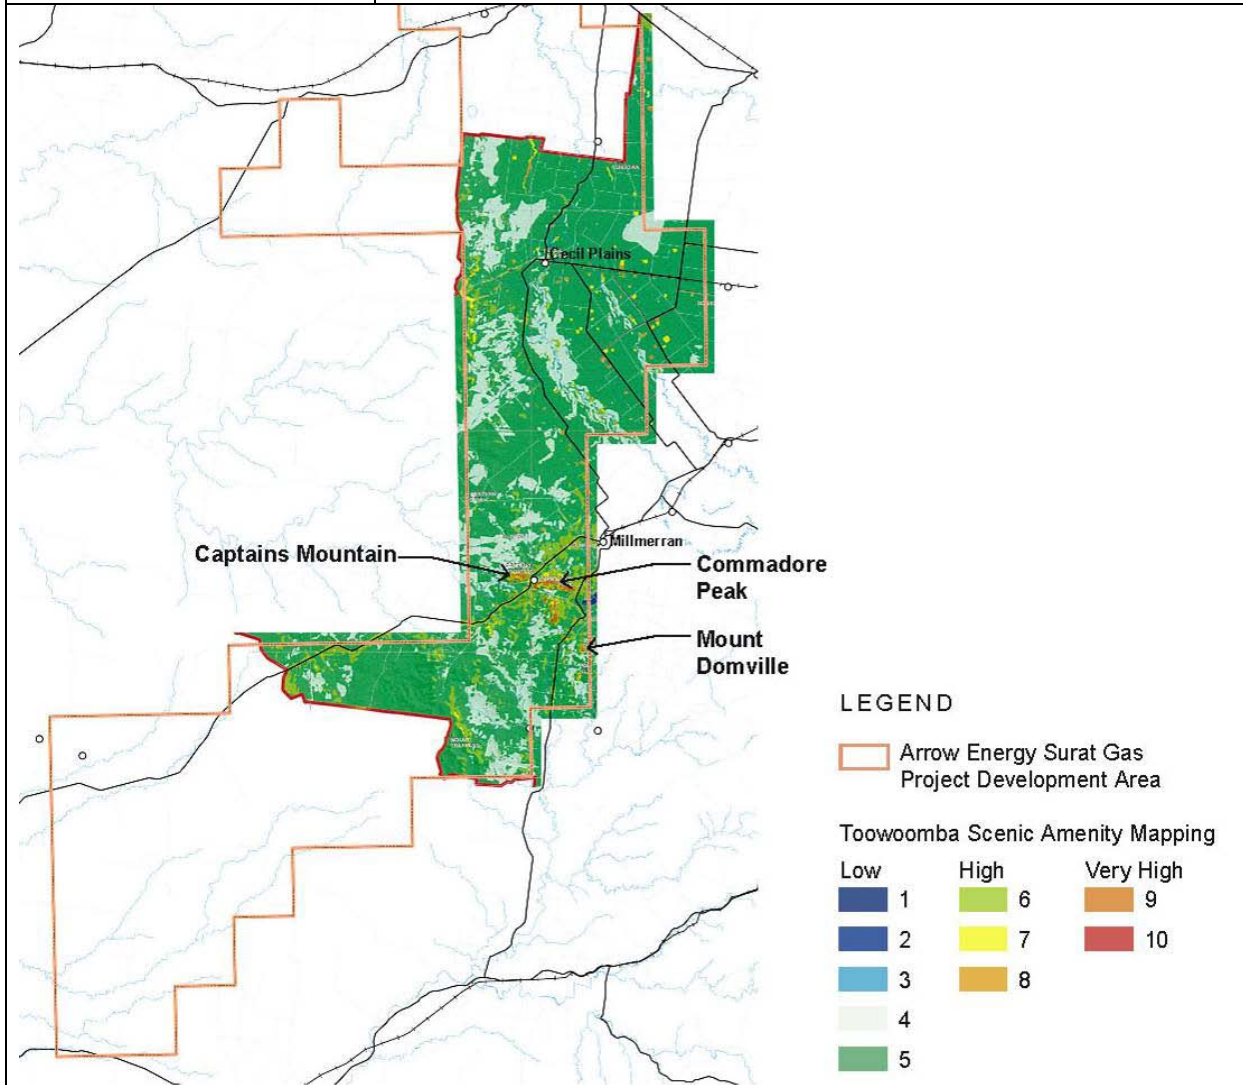 Cecil Plains
Millmerran
Captains Mountain
Commadore
Peak
Mount
Domville
LEGEND
Arrow Energy Surat Gas
Project Development Area
Toowoomba Scenic Amenity Mapping
Low
High
Very High
1
6
9
2
7
10
3
8
4
5